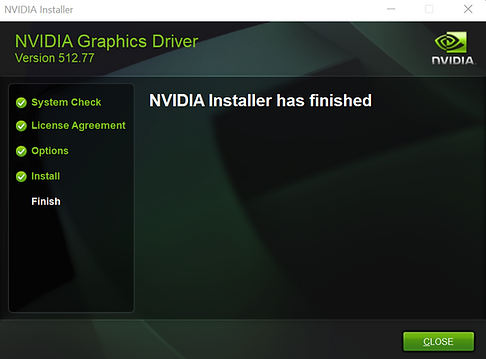 NVIDIA Installer
NVIDIA Graphics Driver
Version 512.77
NVIDIA.
System Check
License Agreement
Options
Install
Finish
NVIDIA Installer has finished
CLOSE